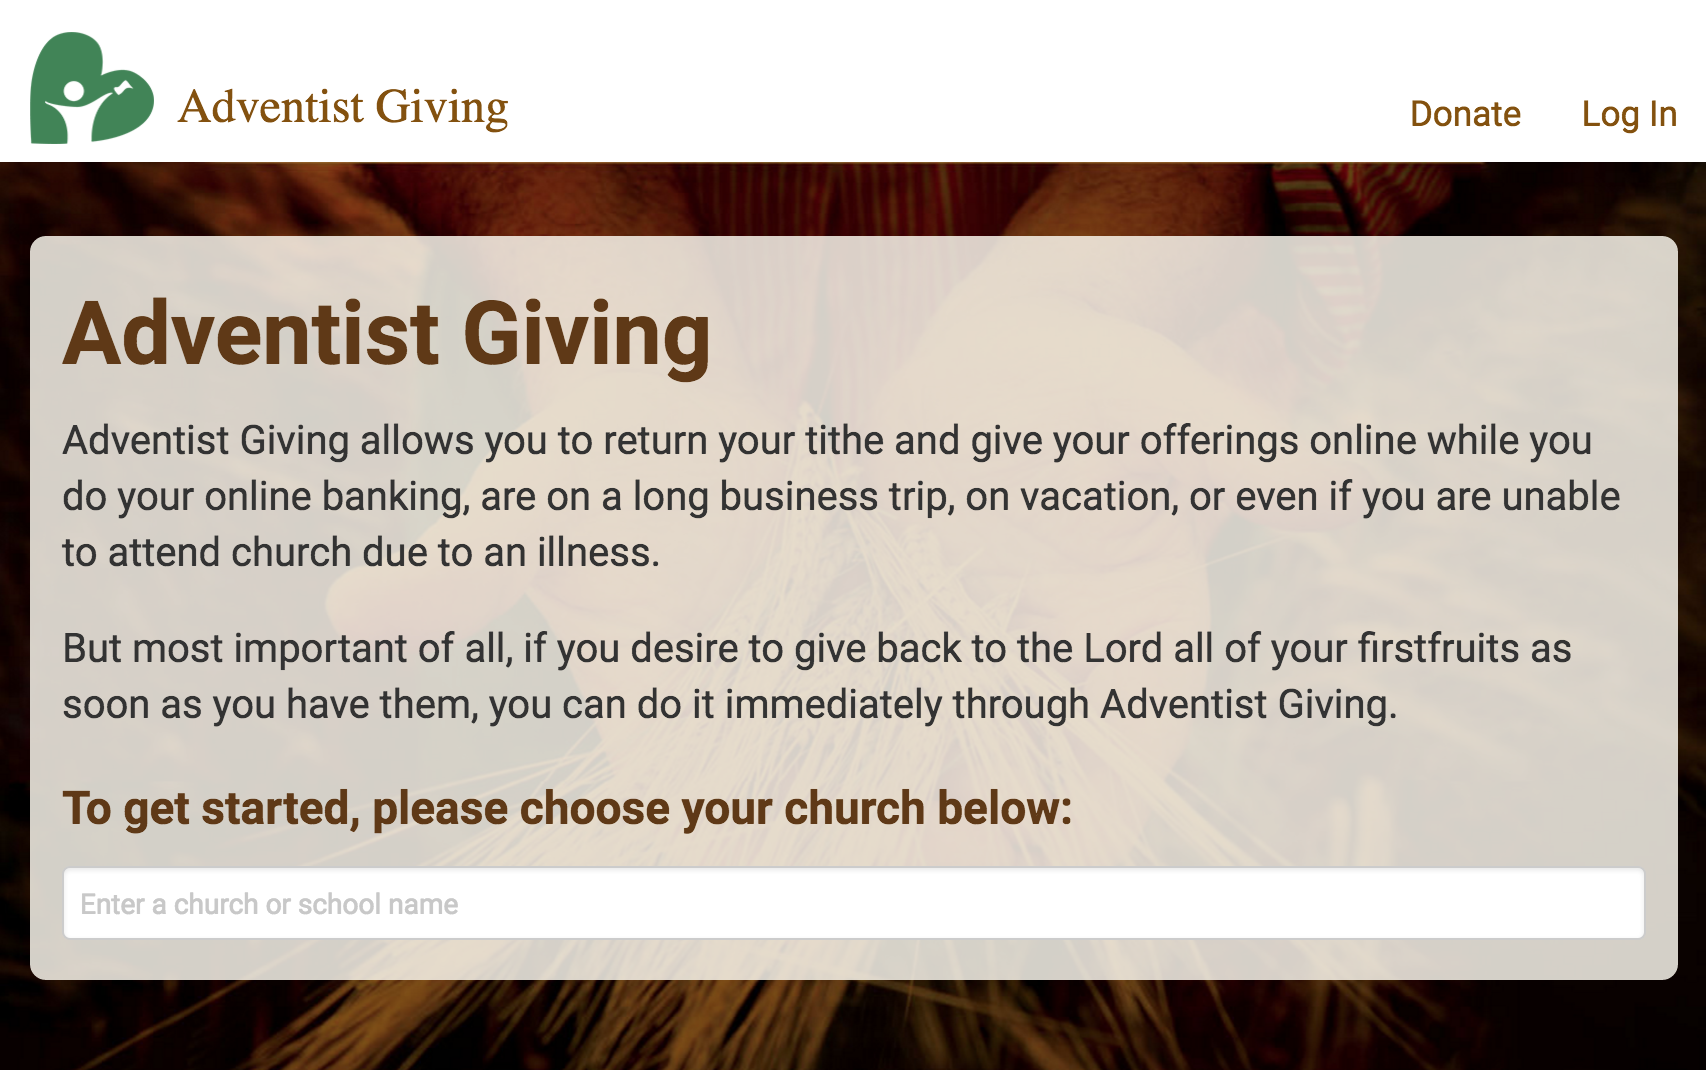 Adventist Giving
Donate
Log In
Adventist Giving
Adventist Giving allows you to return your tithe and give your offerings online while you
do your online banking, are on a long business trip, on vacation, or even if you are unable
to attend church due to an illness.
But most important of all, if you desire to give back to the Lord all of your firstfruits as
soon as you have them, you can do it immediately through Adventist Giving.
To get started, please choose your church below:
Enter a church or school name